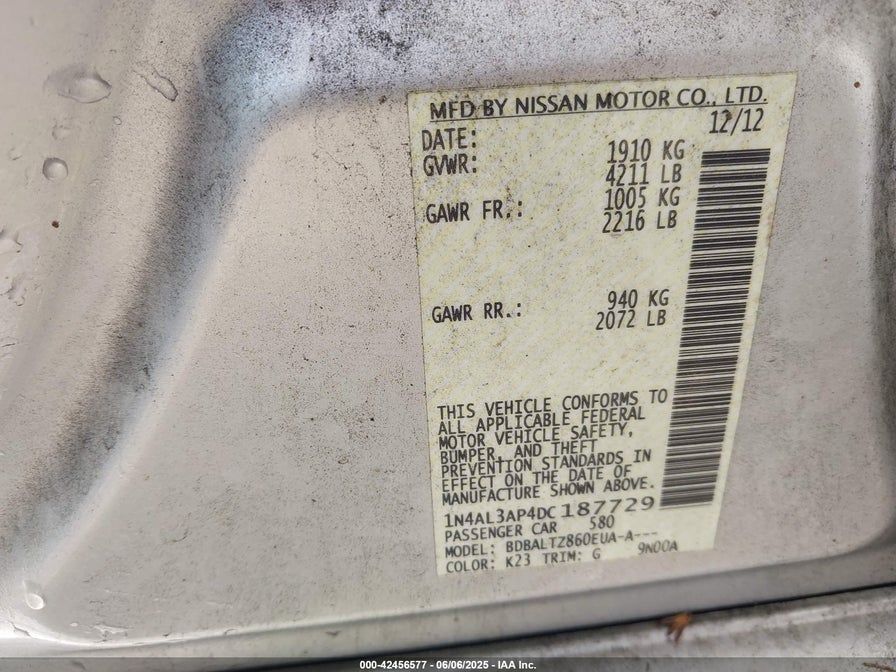 MFD BY NISSAN MOTOR CO., LTD.
DATE: 12/12
GVWR: 1910 KG
4211 LB
GAWR FR.: 1005 KG
2216 LB
GAWR RR.: 940 KG
2072 LB
THIS VEHICLE CONFORMS TO
ALL APPLICABLE FEDERAL
MOTOR VEHICLE SAFETY,
BUMPER, AND THEFT
PREVENTION STANDARDS IN
EFFECT ON THE DATE OF
MANUFACTURE SHOWN ABOVE.
1N4AL3AP4DC187729
PASSENGER CAR 580
MODEL: BDBALTZ860EUA-A---
COLOR: K23 TRIM: G 9N00A
000-42456577 - 06/06/2025 - IAA Inc.